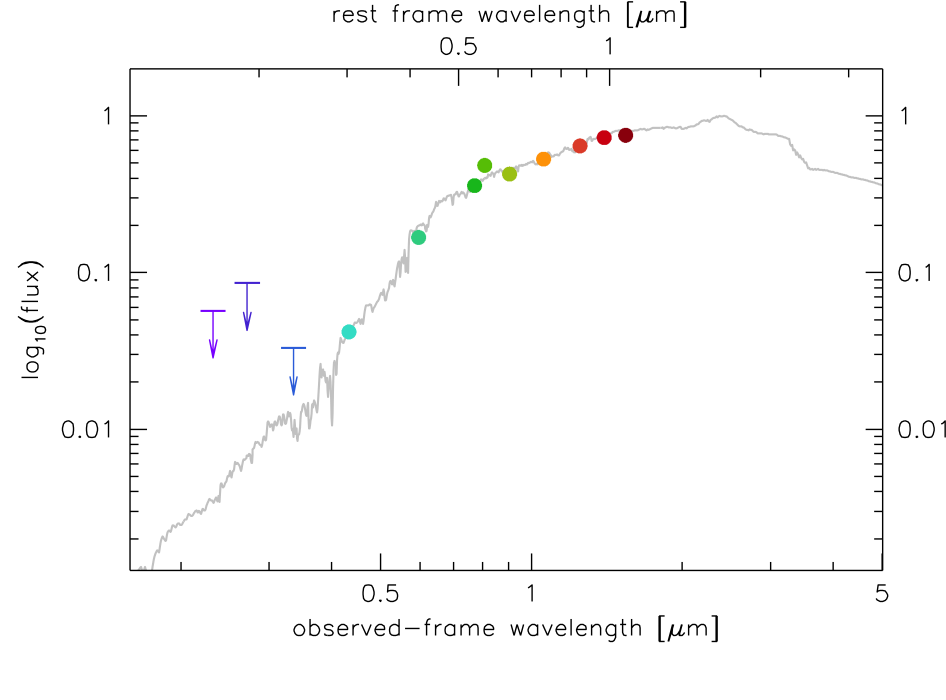 rest frame wavelength [μm]
0.5 1
1 1
0.1 0.1
0.01 0.01
log10(flux)
0.5 1 5
observed-frame wavelength [μm]